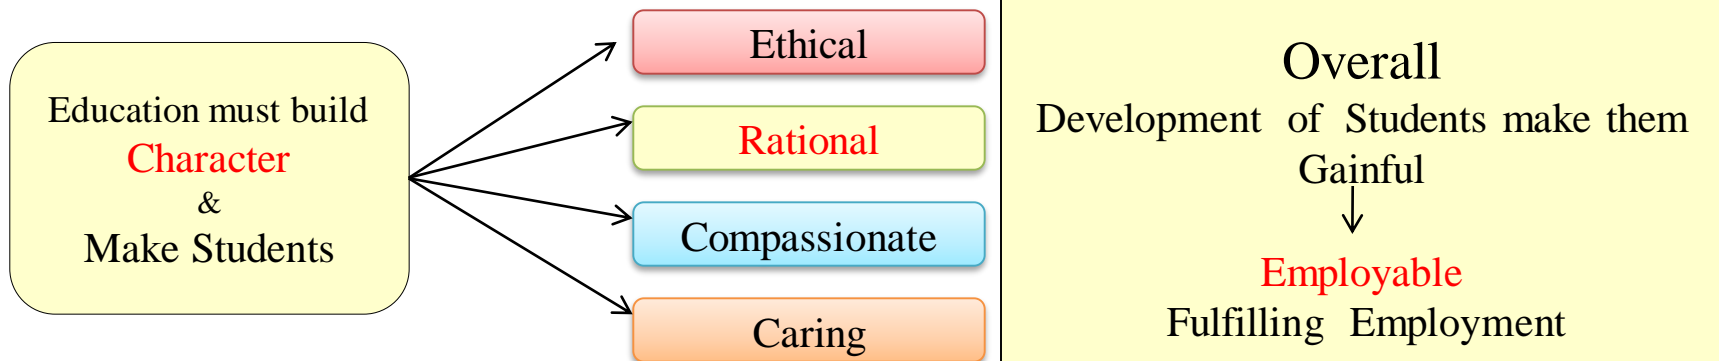 Education must build
Character
&
Make Students
Ethical
Rational
Compassionate
Caring
Overall
Development of Students make them
Gainful
Employable
Fulfilling Employment